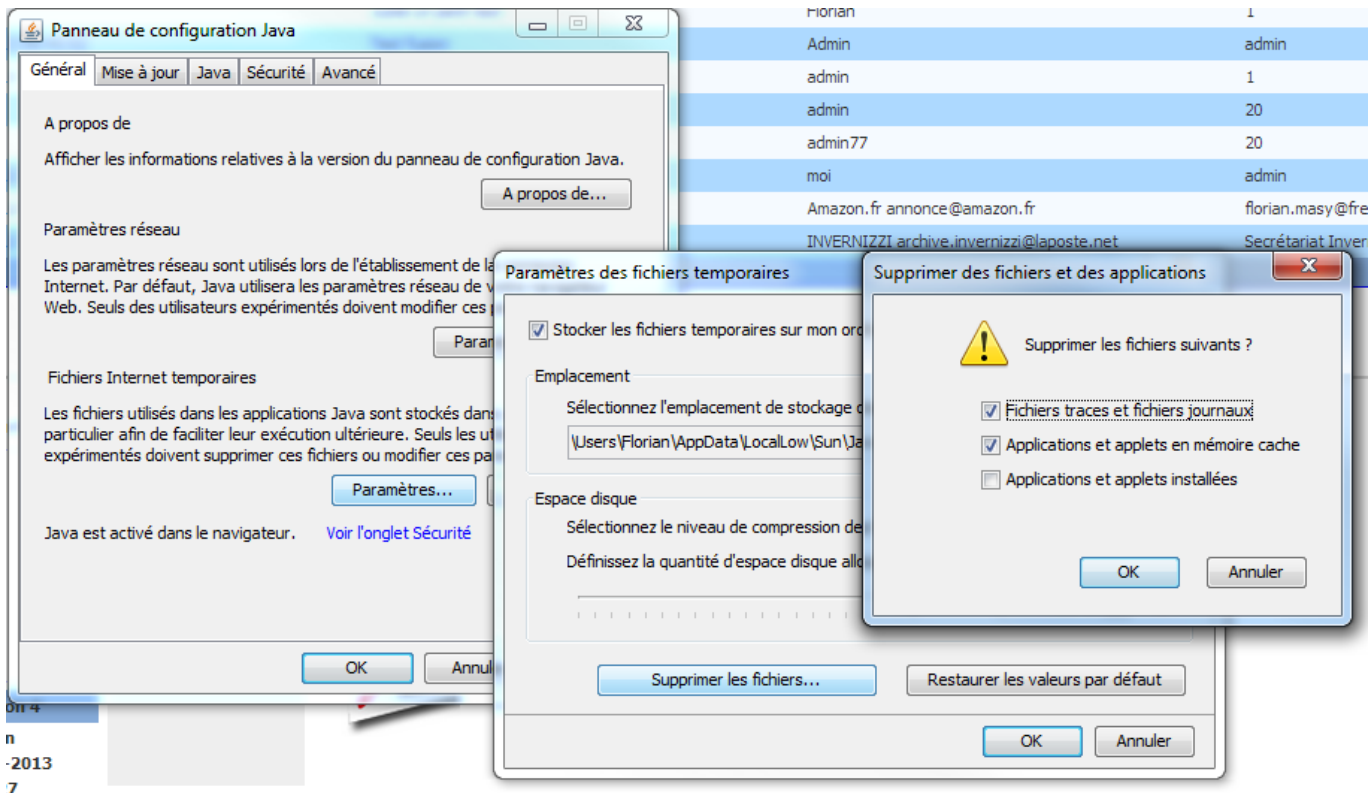 Panneau de configuration Java
Général Mise à jour Java Sécurité Avancé
A propos de
Afficher les informations relatives à la version du panneau de configuration Java.
A propos de...
Paramètres réseau
Les paramètres réseau sont utilisés lors de l'établissement de la
Internet. Par défaut, Java utilisera les paramètres réseau de
Web. Seuls des utilisateurs expérimentés doivent modifier ces
Fichiers Internet temporaires
Les fichiers utilisés dans les applications Java sont stockés dans
particulier afin de faciliter leur exécution ultérieure. Seuls les
expérimentés doivent supprimer ces fichiers ou modifier ces
Paramètres...
Java est activé dans le navigateur. Voir l'onglet Sécurité
OK
Florian 1
Admin admin
admin 1
admin 20
admin77 20
moi admin
Amazon.fr annonce@amazon.fr florian.masy@fre
INVERNIZZI archive.invernizzi@laposte.net Secrétariat Inver
Paramètres des fichiers temporaires
Stocker les fichiers temporaires sur mon
Emplacement
Sélectionnez l'emplacement de stockage
\Users\Florian\AppData\LocalLow\Sun\Ja
Espace disque
Sélectionnez le niveau de compression
Définissez la quantité d'espace disque
Supprimer les fichiers... Restaurer les valeurs par défaut
OK Annuler
Supprimer des fichiers et des applications
Supprimer les fichiers suivants ?
Fichiers traces et fichiers journaux
Applications et applets en mémoire cache
Applications et applets installées
OK Annuler
on 4
n
-2013